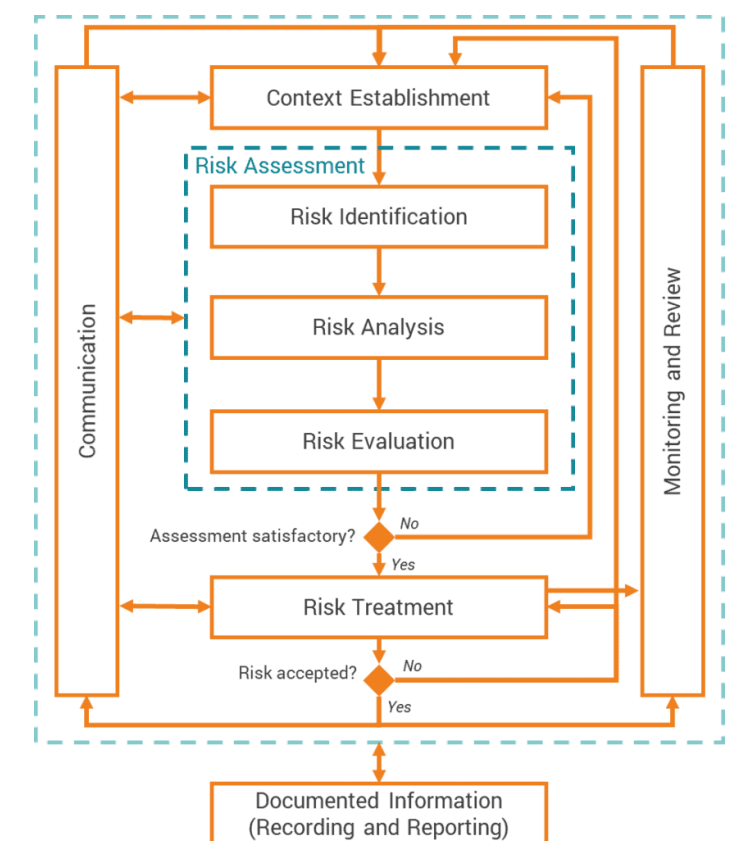 Context Establishment
Risk Assessment
Risk Identification
Risk Analysis
Risk Evaluation
Communication
Monitoring and Review
Assessment satisfactory?
No
Yes
Risk Treatment
Risk accepted?
No
Yes
Documented Information
(Recording and Reporting)